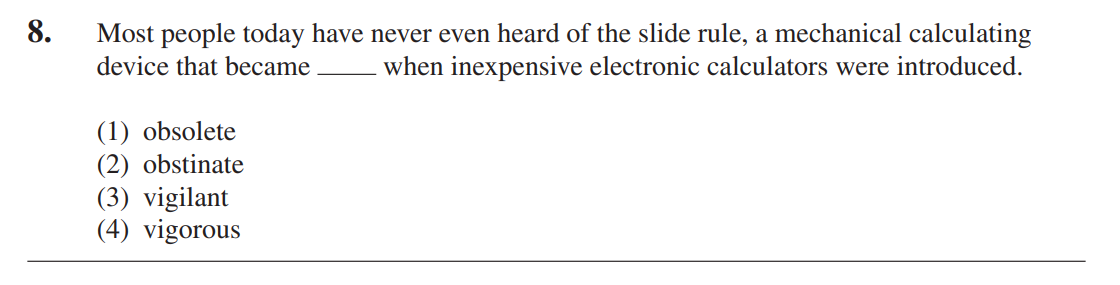 8. Most people today have never even heard of the slide rule, a mechanical calculating
device that became ____ when inexpensive electronic calculators were introduced.
(1) obsolete
(2) obstinate
(3) vigilant
(4) vigorous